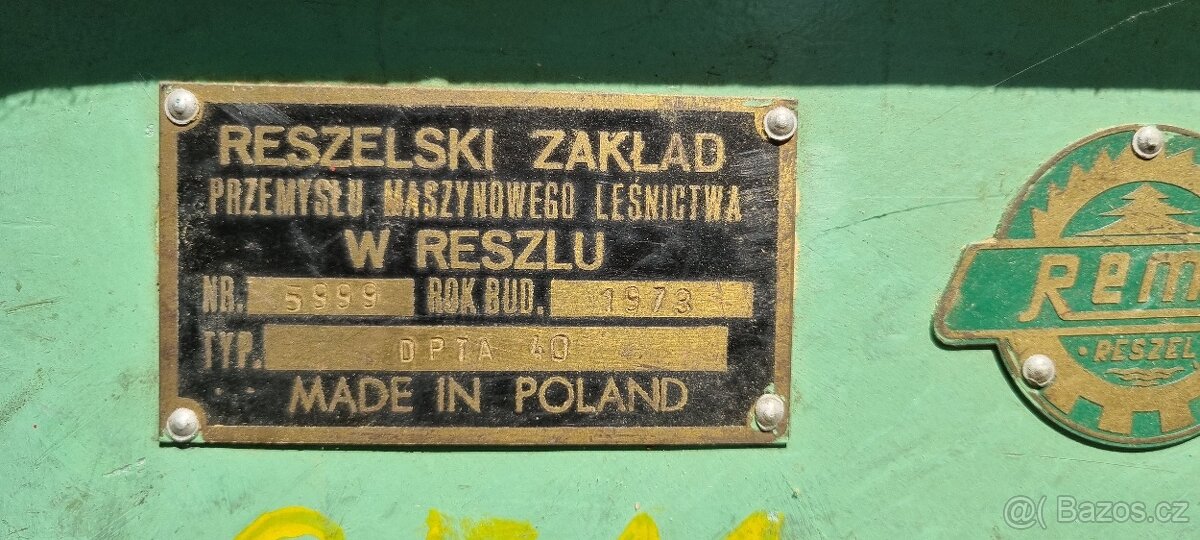 RESZELSKI ZAKŁAD
PRZEMYSŁU MASZYNOWEGO LEŚNICTWA
W RESZLU
NR. 5999 ROK BUD. 1973
TYP. DPTA 40
MADE IN POLAND
Rem
RESZEL
@( Bazoš.cz